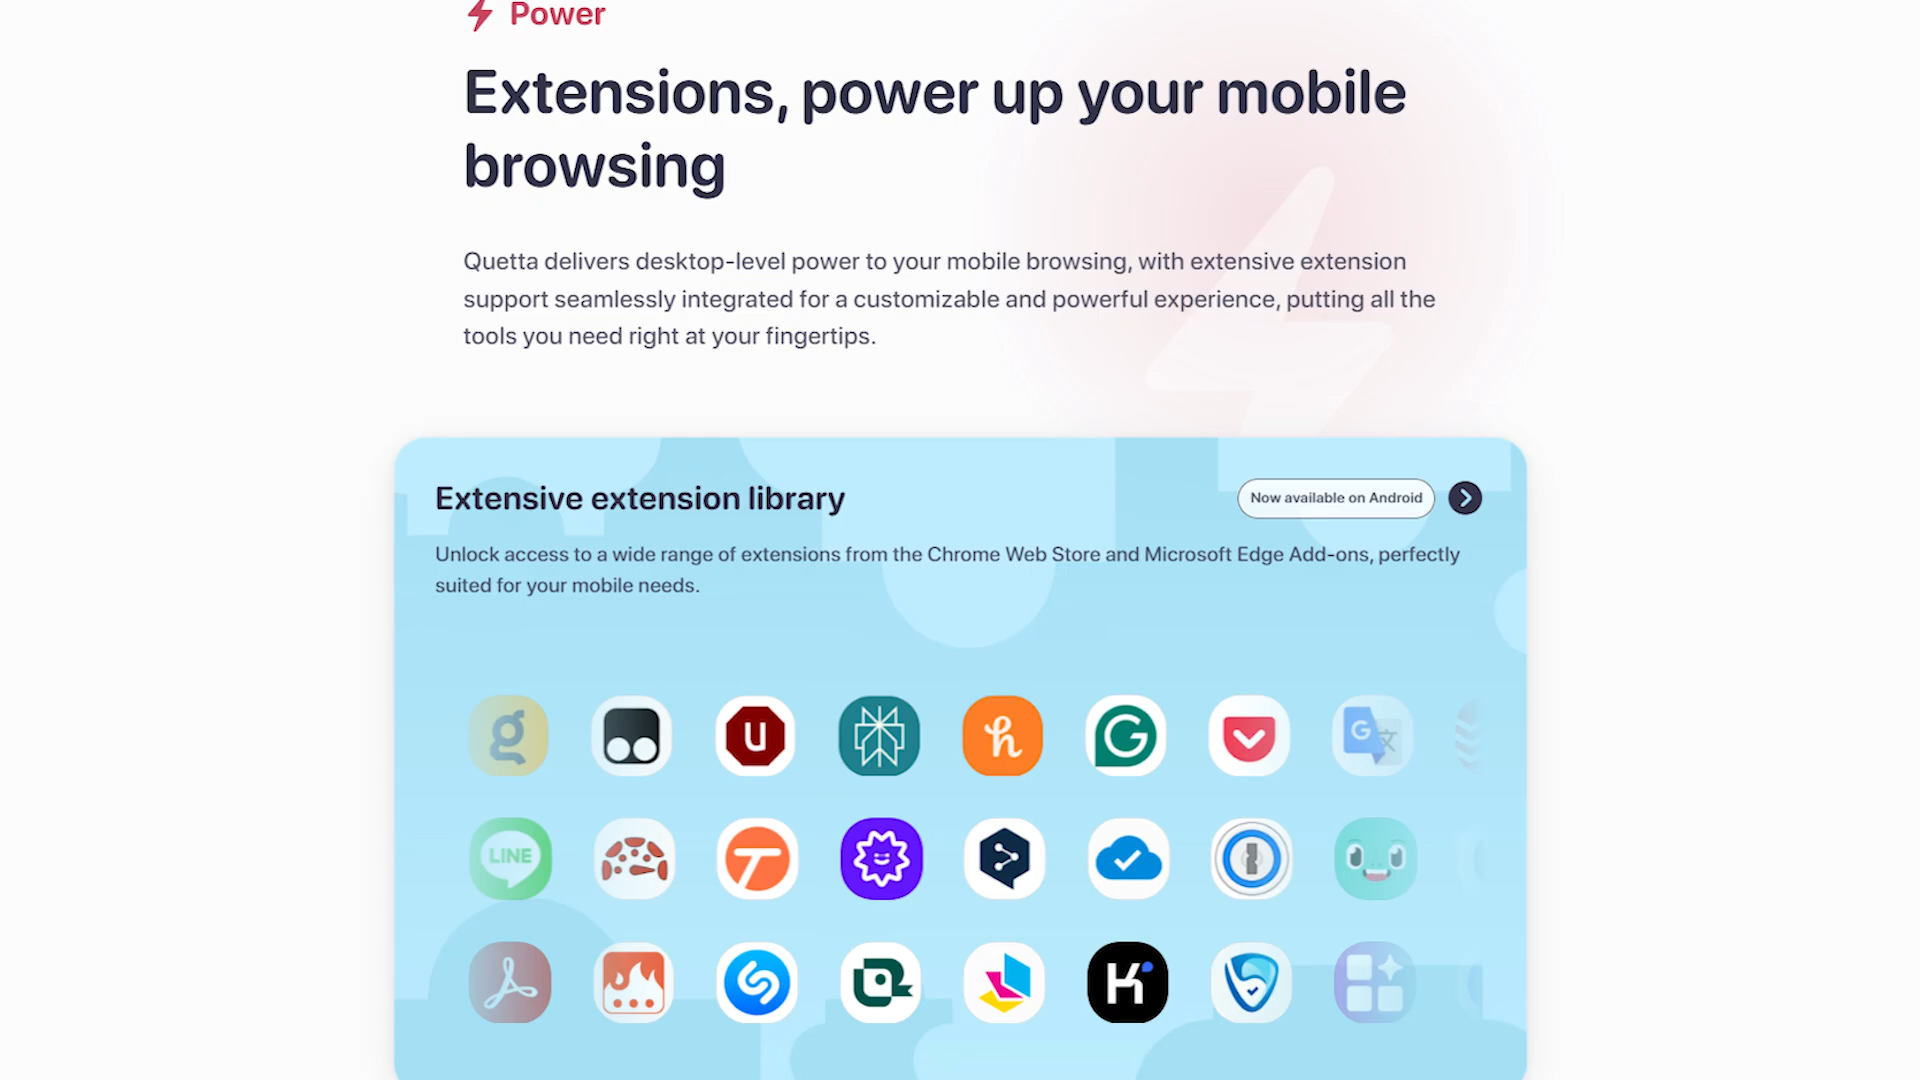 Power
Extensions, power up your mobile
browsing
Quetta delivers desktop-level power to your mobile browsing, with extensive extension
support seamlessly integrated for a customizable and powerful experience, putting all the
tools you need right at your fingertips.
Extensive extension library
Now available on Android
Unlock access to a wide range of extensions from the Chrome Web Store and Microsoft Edge Add-ons, perfectly
suited for your mobile needs.
g
U
h
G
G 文
LINE
T
K